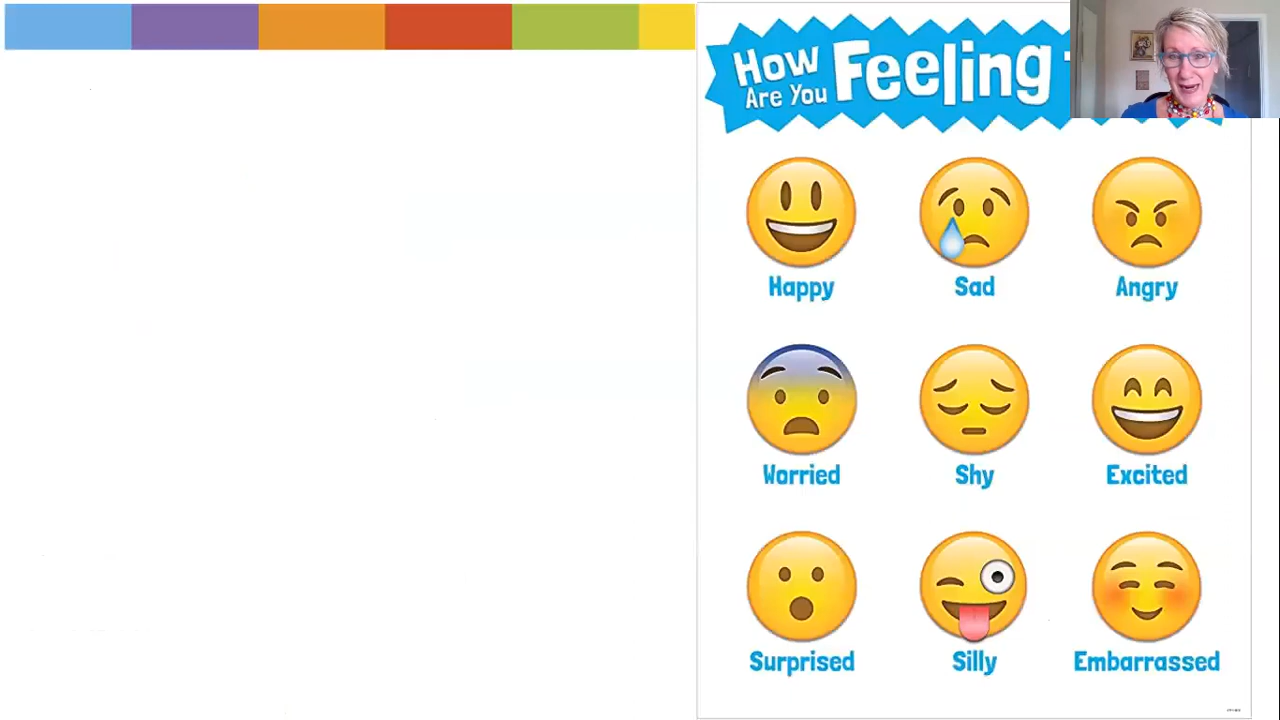 How
Are You
Feeling
Happy
Sad
Angry
Worried
Shy
Excited
Surprised
Silly
Embarrassed